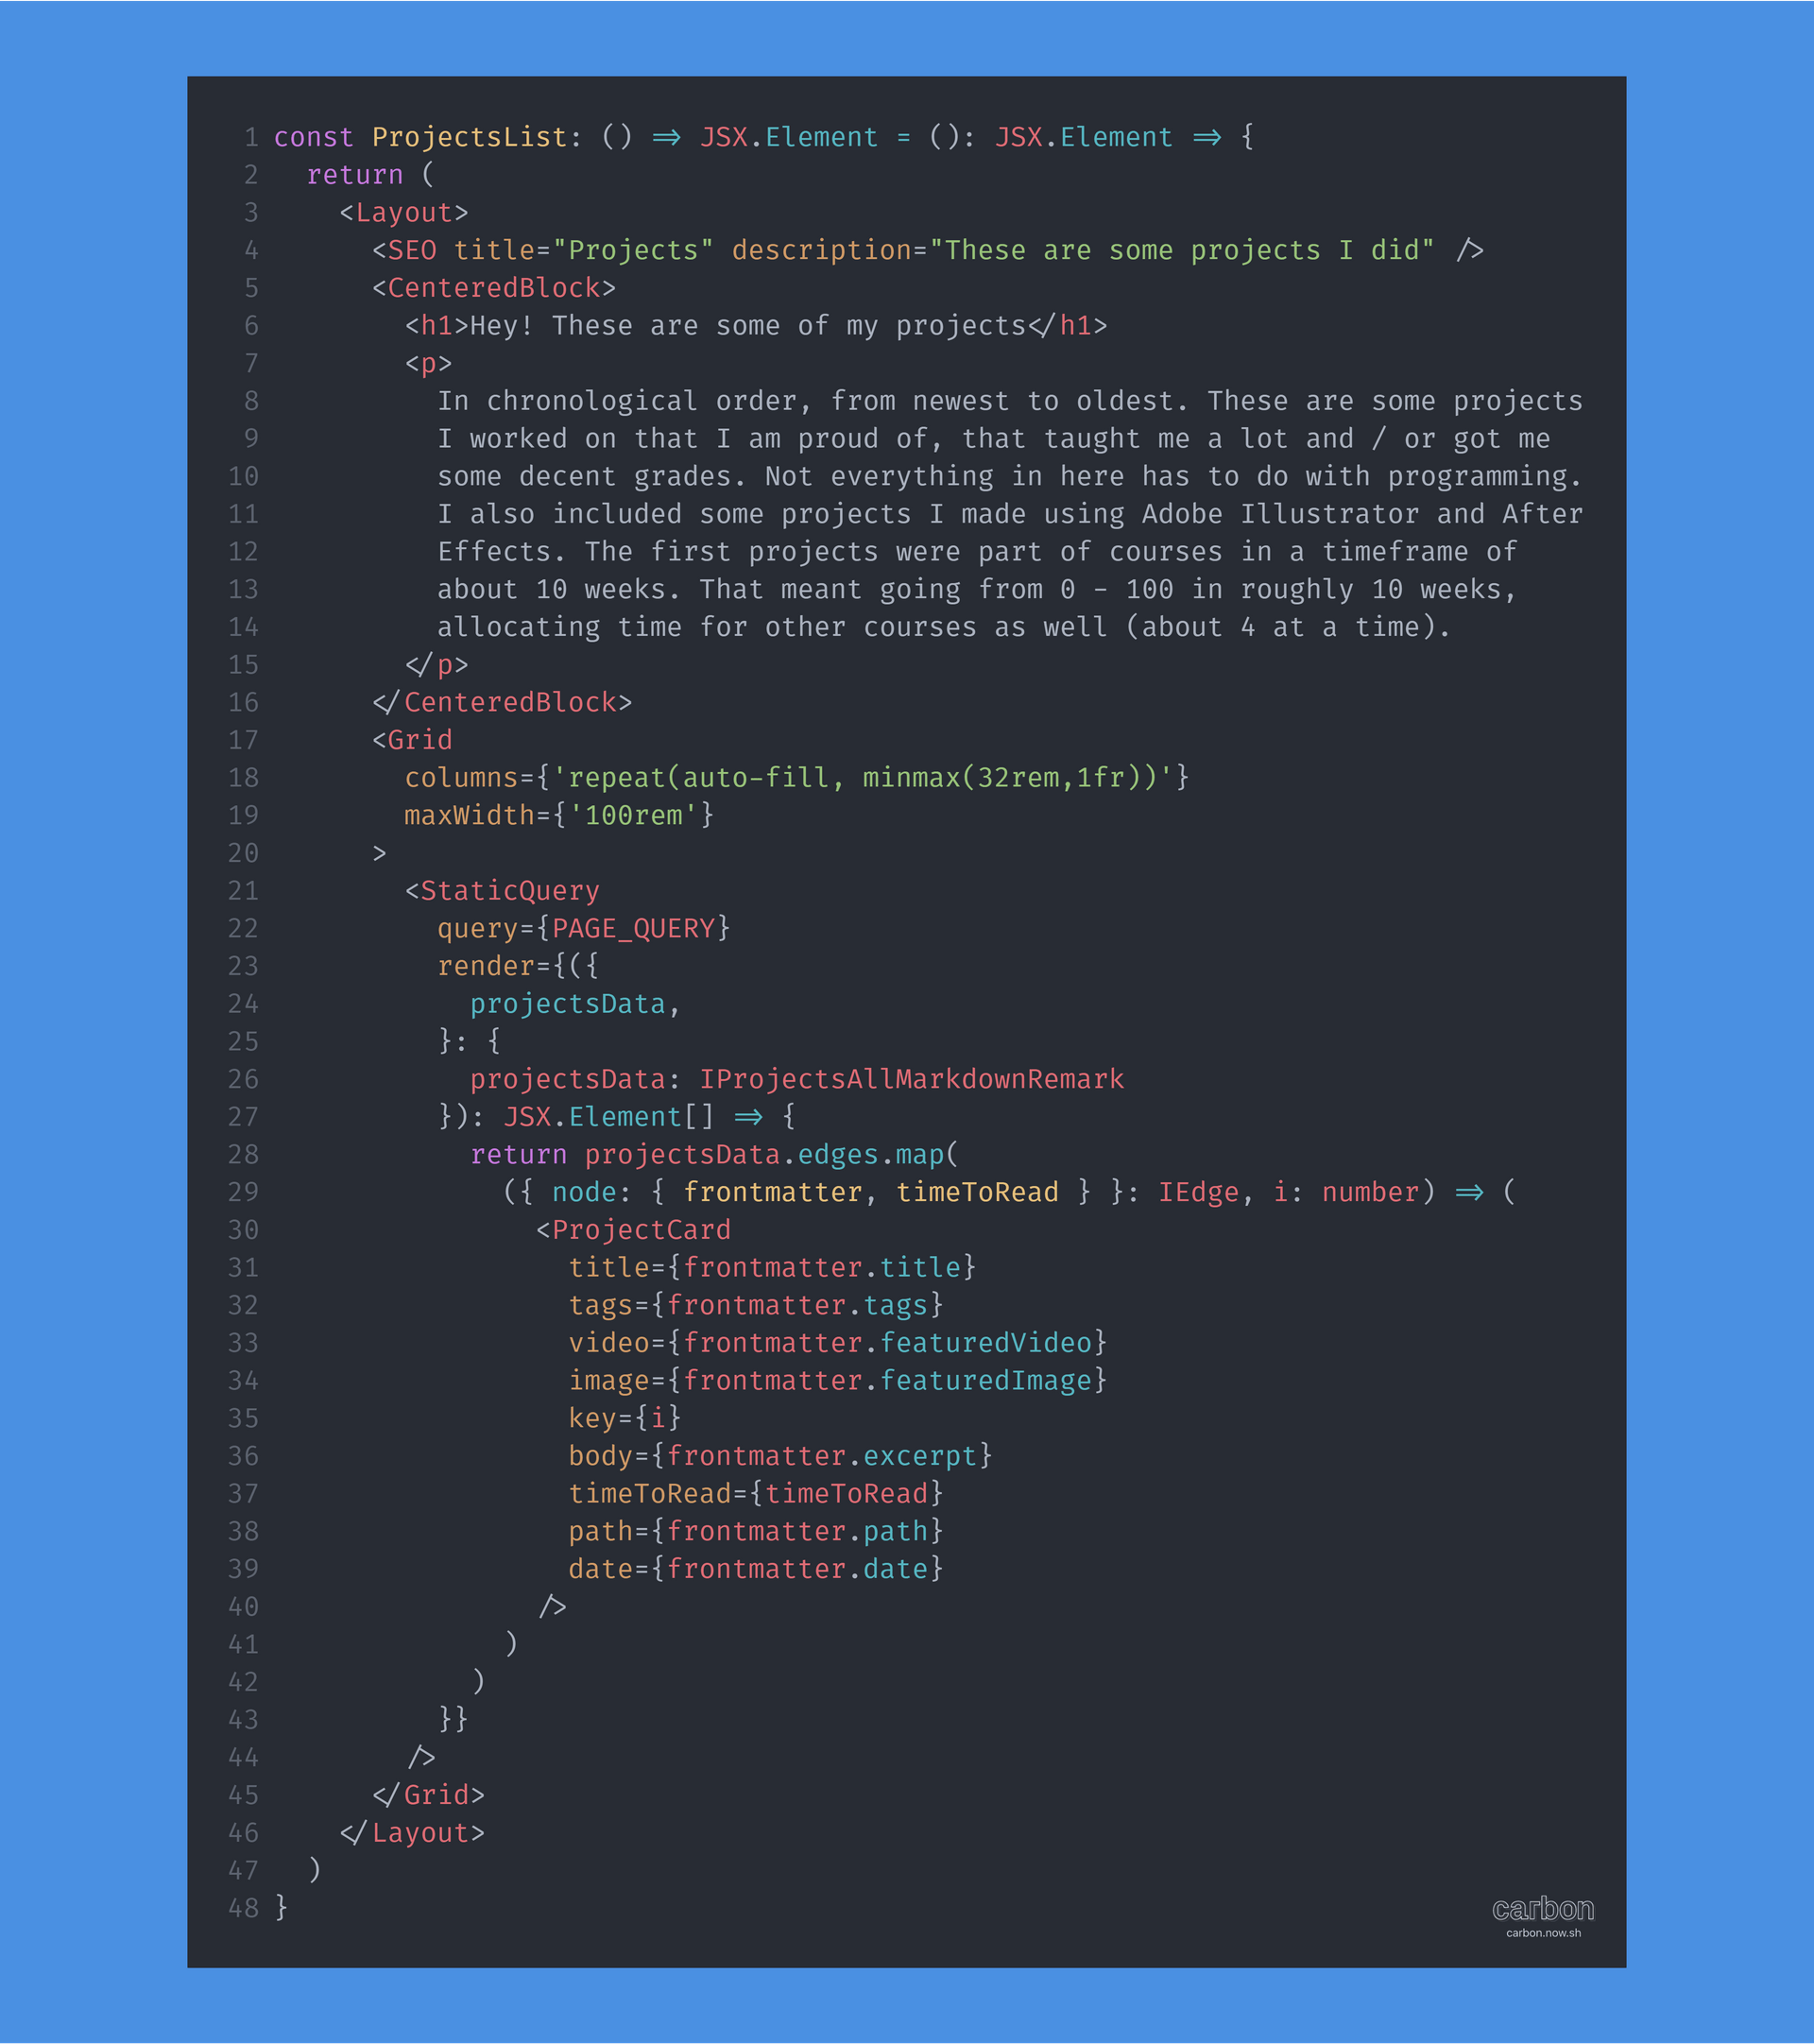 1 const ProjectsList: () => JSX.Element = (): JSX.Element => {
2   return (
3     <Layout>
4       <SEO title="Projects" description="These are some projects I did" />
5       <CenteredBlock>
6         <h1>Hey! These are some of my projects</h1>
7         <p>
8           In chronological order, from newest to oldest. These are some projects
9           I worked on that I am proud of, that taught me a lot and / or got me
10           some decent grades. Not everything in here has to do with programming.
11           I also included some projects I made using Adobe Illustrator and After
12           Effects. The first projects were part of courses in a timeframe of
13           about 10 weeks. That meant going from 0 - 100 in roughly 10 weeks,
14           allocating time for other courses as well (about 4 at a time).
15         </p>
16       </CenteredBlock>
17       <Grid
18         columns={'repeat(auto-fill, minmax(32rem,1fr))'}
19         maxWidth={'100rem'}
20       >
21         <StaticQuery
22           query={PAGE_QUERY}
23           render={({
24             projectsData,
25           }: {
26             projectsData: IProjectsAllMarkdownRemark
27           }): JSX.Element[] => {
28             return projectsData.edges.map(
29               ({ node: { frontmatter, timeToRead } }: IEdge, i: number) => (
30                 <ProjectCard
31                   title={frontmatter.title}
32                   tags={frontmatter.tags}
33                   video={frontmatter.featuredVideo}
34                   image={frontmatter.featuredImage}
35                   key={i}
36                   body={frontmatter.excerpt}
37                   timeToRead={timeToRead}
38                   path={frontmatter.path}
39                   date={frontmatter.date}
40                 />
41               )
42             )
43           }}
44         />
45       </Grid>
46     </Layout>
47   )
48 }
carbon
carbon.now.sh